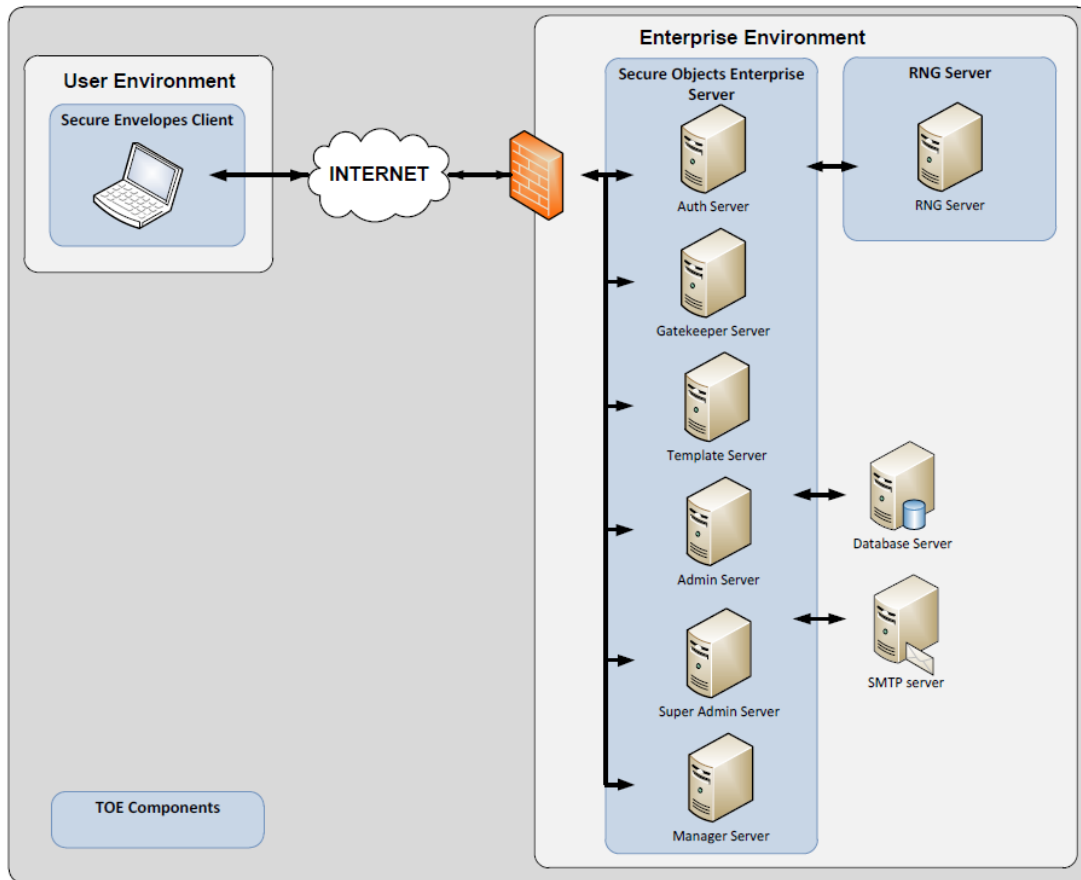 Enterprise Environment
User Environment
Secure Envelopes Client
INTERNET
Secure Objects Enterprise
Server
Auth Server
Gatekeeper Server
Template Server
Admin Server
Super Admin Server
Manager Server
RNG Server
RNG Server
Database Server
SMTP server
TOE Components